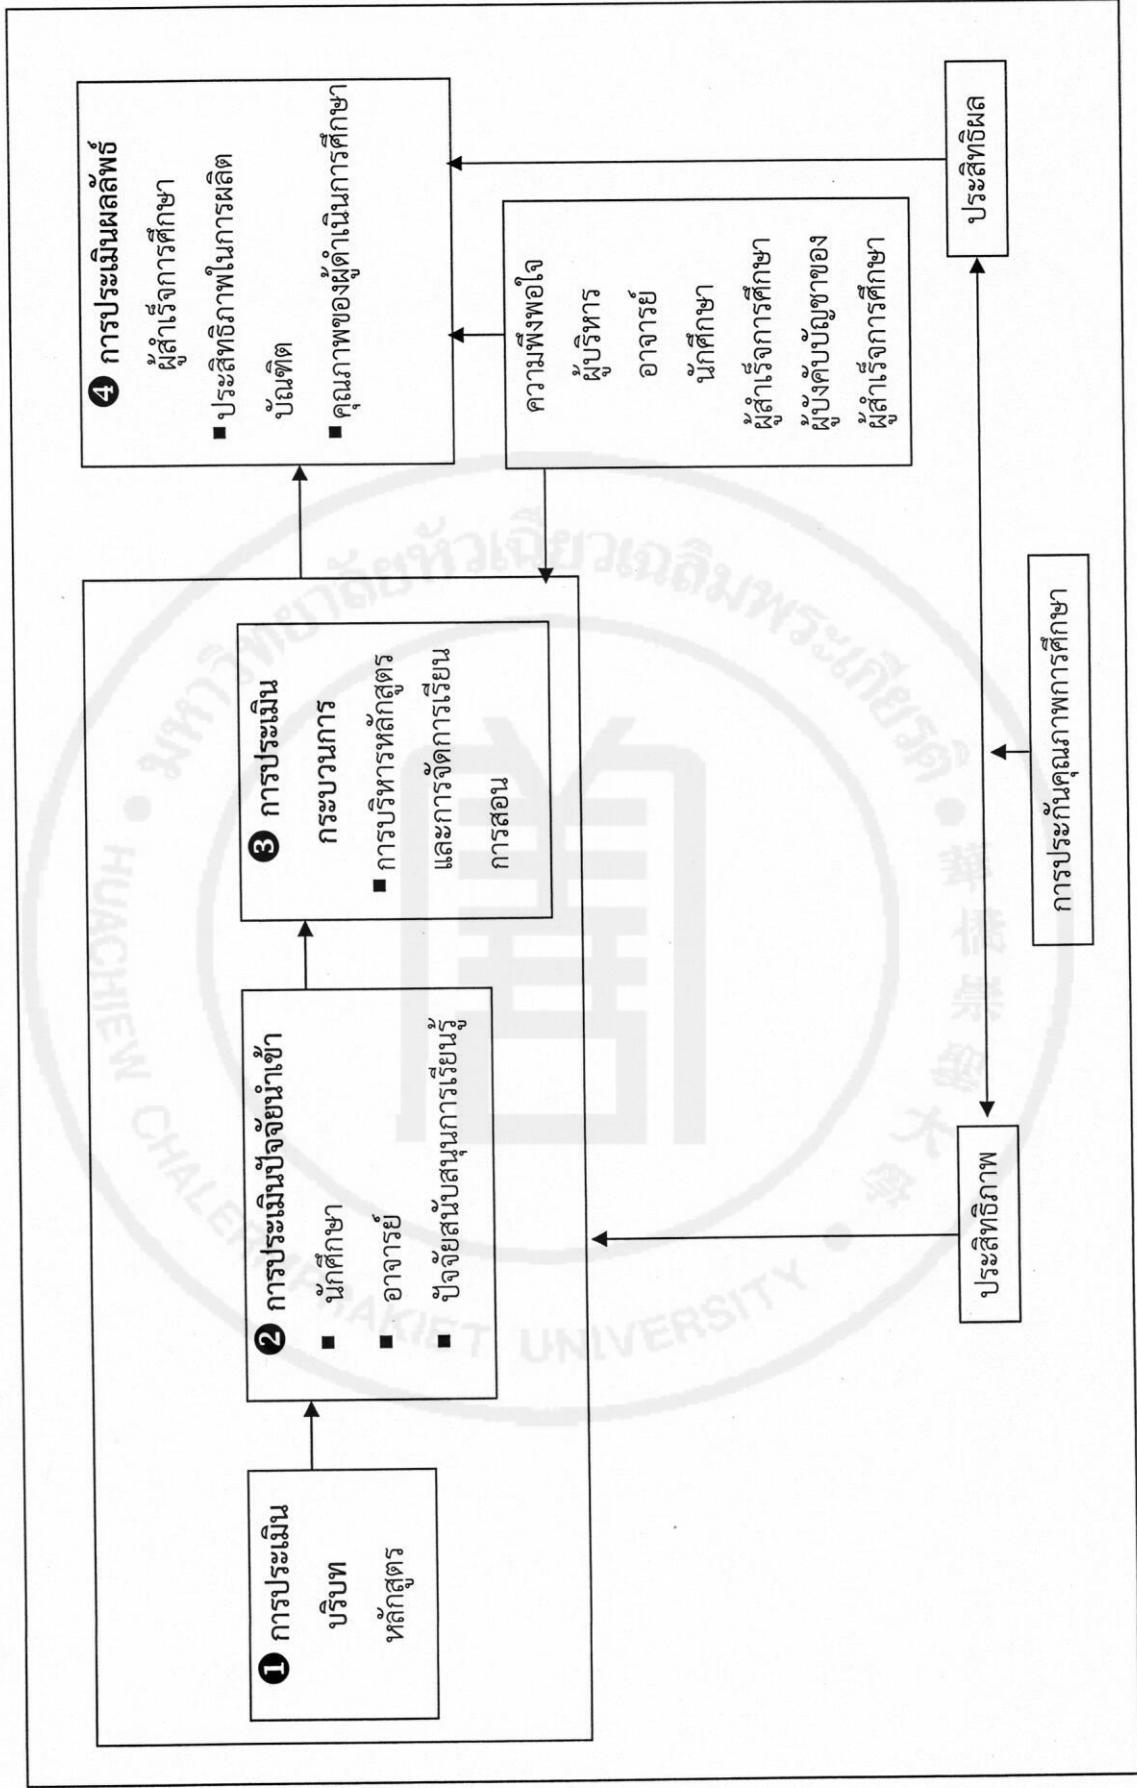 ❶ การประเมิน
บริบท
หลักสูตร
❷ การประเมินปัจจัยนำเข้า
■ นักศึกษา
■ อาจารย์
■ ปัจจัยสนับสนุนการเรียนรู้
❸ การประเมิน
กระบวนการ
■ การบริหารหลักสูตร
และการจัดการเรียน
การสอน
❹ การประเมินผลลัพธ์
ผู้สำเร็จการศึกษา
■ ประสิทธิภาพในการผลิต
บัณฑิต
■ คุณภาพของผู้ดำเนินการศึกษา
ความพึงพอใจ
ผู้บริหาร
อาจารย์
นักศึกษา
ผู้สำเร็จการศึกษา
ผู้บังคับบัญชาของ
ผู้สำเร็จการศึกษา
ประสิทธิภาพ
ประสิทธิผล
การประกันคุณภาพการศึกษา
มหาวิทยาลัยหัวเฉียวเฉลิมพระเกียรติ
HUACHIEW CHALERMPRAKIET UNIVERSITY
華僑崇聖大學